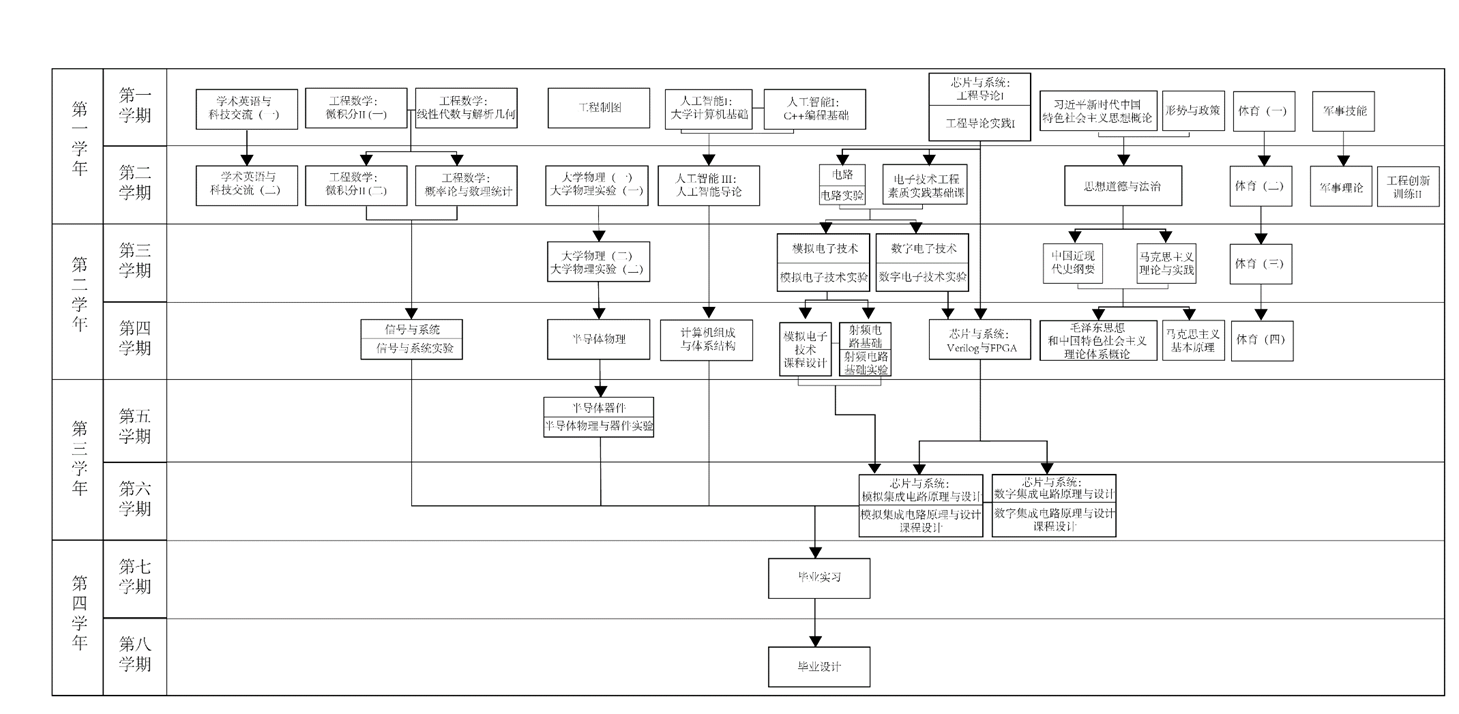 第一学年
第一学期
学术英语与
科技交流（一）
工程数学：
微积分II（一）
工程数学：
线性代数与解析几何
工程制图
人工智能I：
大学计算机基础
人工智能I：
C++编程基础
芯片与系统：
工程导论I
工程导论实践I
习近平新时代中国
特色社会主义思想概论
形势与政策
体育（一）
军事技能
第二学期
学术英语与
科技交流（二）
工程数学：
微积分II（二）
工程数学：
概率论与数理统计
大学物理（一）
大学物理实验（一）
人工智能III：
人工智能导论
电路
电路实验
电子技术工程
素质实践基础课
思想道德与法治
体育（二）
军事理论
工程创新
训练II
第二学年
第三学期
大学物理（二）
大学物理实验（二）
模拟电子技术
模拟电子技术实验
数字电子技术
数字电子技术实验
中国近现
代史纲要
马克思主义
理论与实践
体育（三）
第四学期
信号与系统
信号与系统实验
半导体物理
计算机组成
与体系结构
模拟电子
技术
课程设计
射频电
路基础
射频电路
基础实验
芯片与系统：
Verilog与FPGA
毛泽东思想
和中国特色社会主义
理论体系概论
马克思主义
基本原理
体育（四）
第三学年
第五学期
半导体器件
半导体物理与器件实验
第六学期
芯片与系统：
模拟集成电路原理与设计
模拟集成电路原理与设计
课程设计
芯片与系统：
数字集成电路原理与设计
数字集成电路原理与设计
课程设计
第四学年
第七学期
毕业实习
第八学期
毕业设计